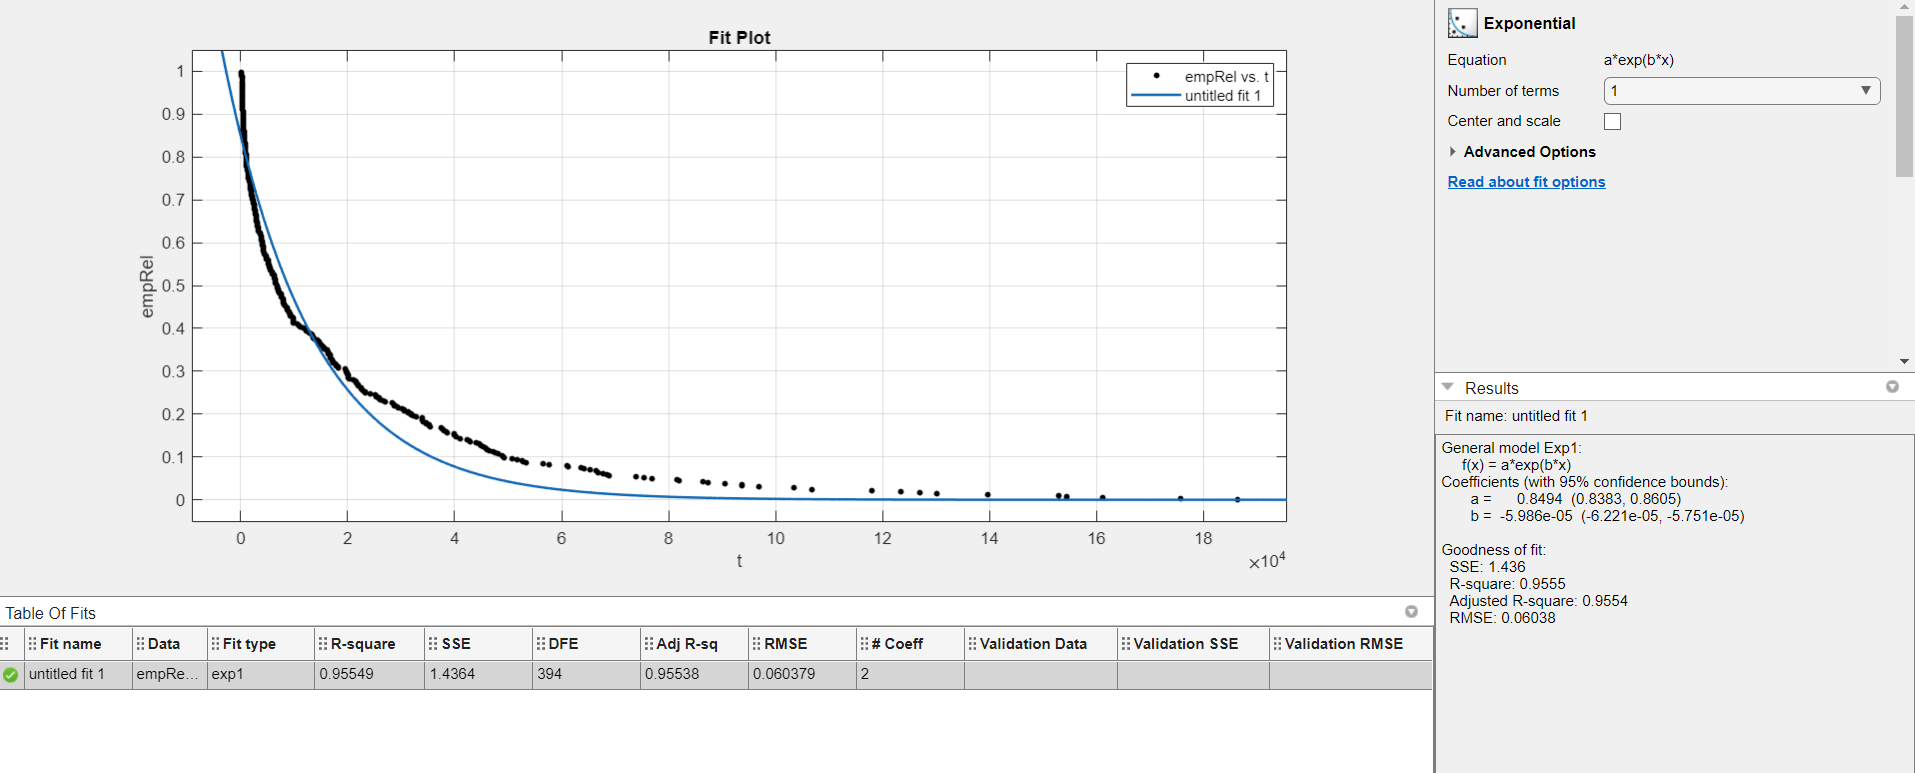 Fit Plot
empRel vs. t
untitled fit 1
1
0.9
0.8
0.7
0.6
0.5
0.4
0.3
0.2
0.1
0
empRel
0 2 4 6 8 10 12 14 16 18
t
×10⁴
Table Of Fits
Fit name Data Fit type R-square SSE DFE Adj R-sq RMSE # Coeff Validation Data Validation SSE Validation RMSE
untitled fit 1 empRe... exp1 0.95549 1.4364 394 0.95538 0.060379 2
Exponential
Equation a*exp(b*x)
Number of terms 1
Center and scale
Advanced Options
Read about fit options
Results
Fit name: untitled fit 1
General model Exp1:
f(x) = a*exp(b*x)
Coefficients (with 95% confidence bounds):
a = 0.8494 (0.8383, 0.8605)
b = -5.986e-05 (-6.221e-05, -5.751e-05)
Goodness of fit:
SSE: 1.436
R-square: 0.9555
Adjusted R-square: 0.9554
RMSE: 0.06038